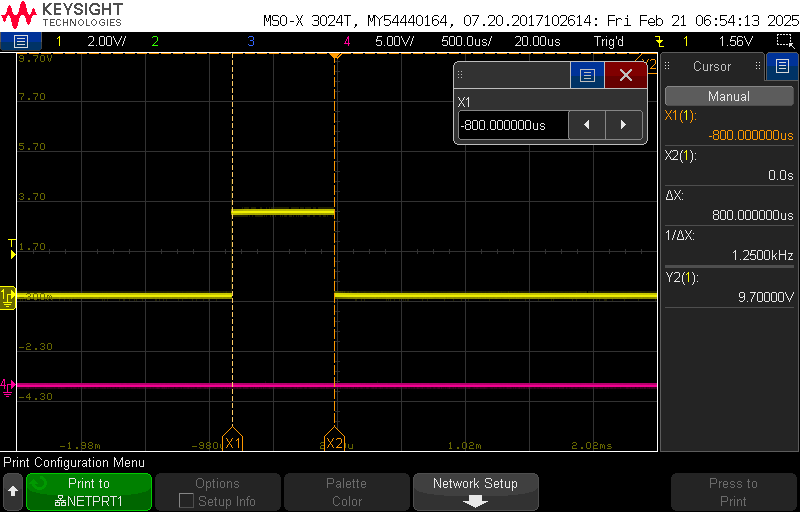 KEYSIGHT
TECHNOLOGIES
MSO-X 3024T, MY54440164, 07.20.2017102614: Fri Feb 21 06:54:13 2025
1 2.00V/ 2 3 4 5.00V/ 500.0us/ 20.00us Trig'd 1 1.56V
9.70V
7.70
5.70
3.70
1.70
-300m
-2.30
-4.30
T
1
4
-1.98m
-980u
1.02m
2.02ms
X1
X2
Y2
X1
-800.000000us
Cursor
Manual
X1(1):
-800.000000us
X2(1):
0.0s
ΔX:
800.000000us
1/ΔX:
1.2500kHz
Y2(1):
9.70000V
Print Configuration Menu
Print to
NETPRT1
Options
Setup Info
Palette
Color
Network Setup
Press to
Print